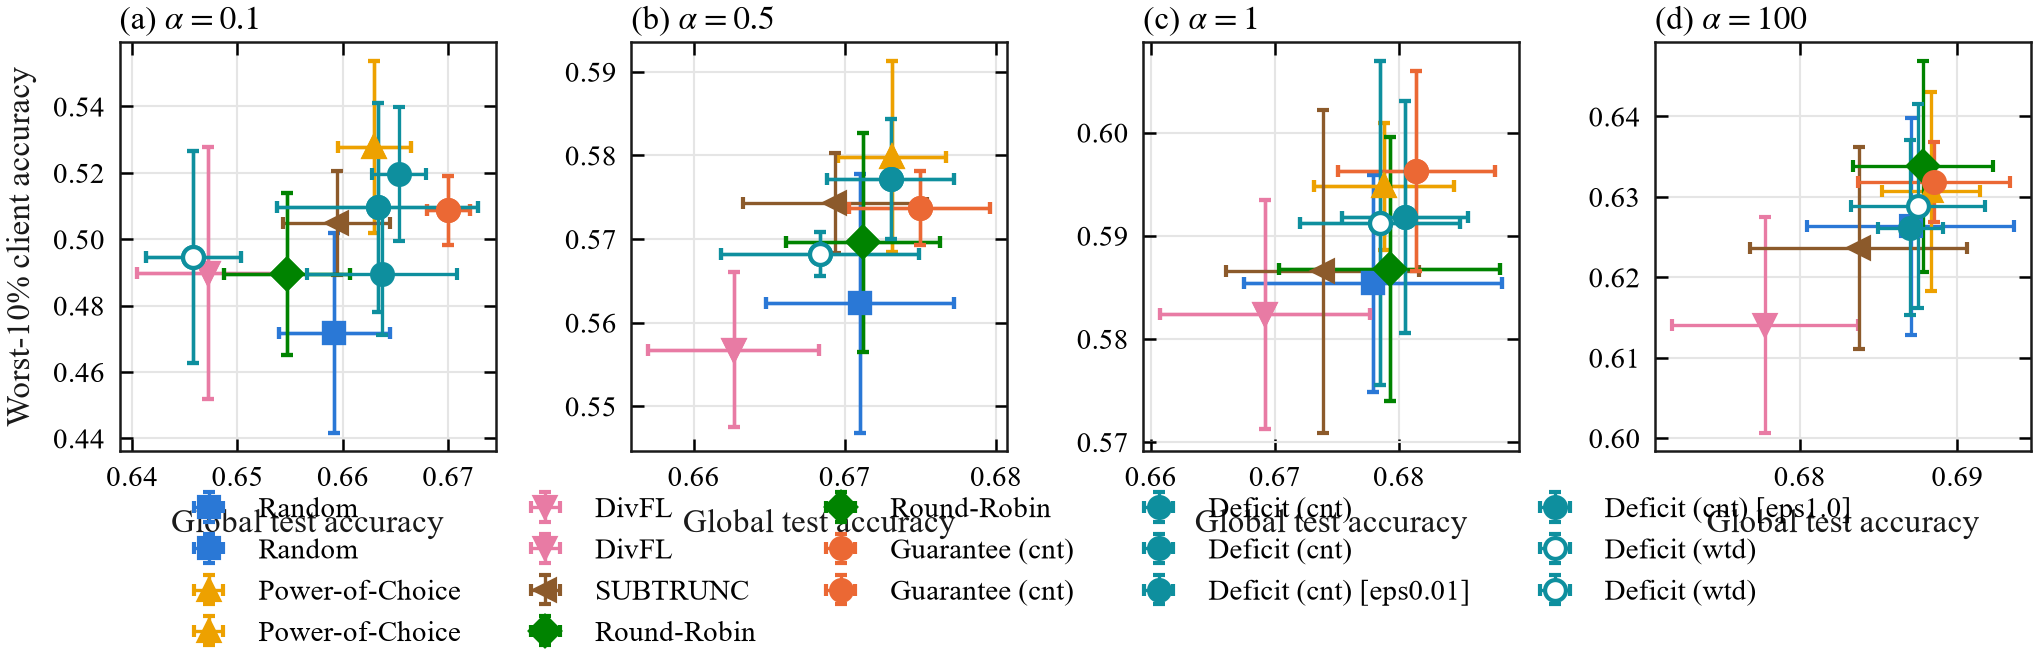 (a) α = 0.1
(b) α = 0.5
(c) α = 1
(d) α = 100
Worst-10% client accuracy
0.54
0.52
0.50
0.48
0.46
0.44
0.64 0.65 0.66 0.67
Global test accuracy
0.59
0.58
0.57
0.56
0.55
0.66 0.67 0.68
Global test accuracy
0.60
0.59
0.58
0.57
0.66 0.67 0.68
Global test accuracy
0.64
0.63
0.62
0.61
0.60
0.68 0.69
Global test accuracy
Random
Random
Power-of-Choice
Power-of-Choice
DivFL
DivFL
SUBTRUNC
Round-Robin
Round-Robin
Guarantee (cnt)
Guarantee (cnt)
Deficit (cnt)
Deficit (cnt)
Deficit (cnt) [eps0.01]
Deficit (cnt) [eps1.0]
Deficit (wtd)
Deficit (wtd)